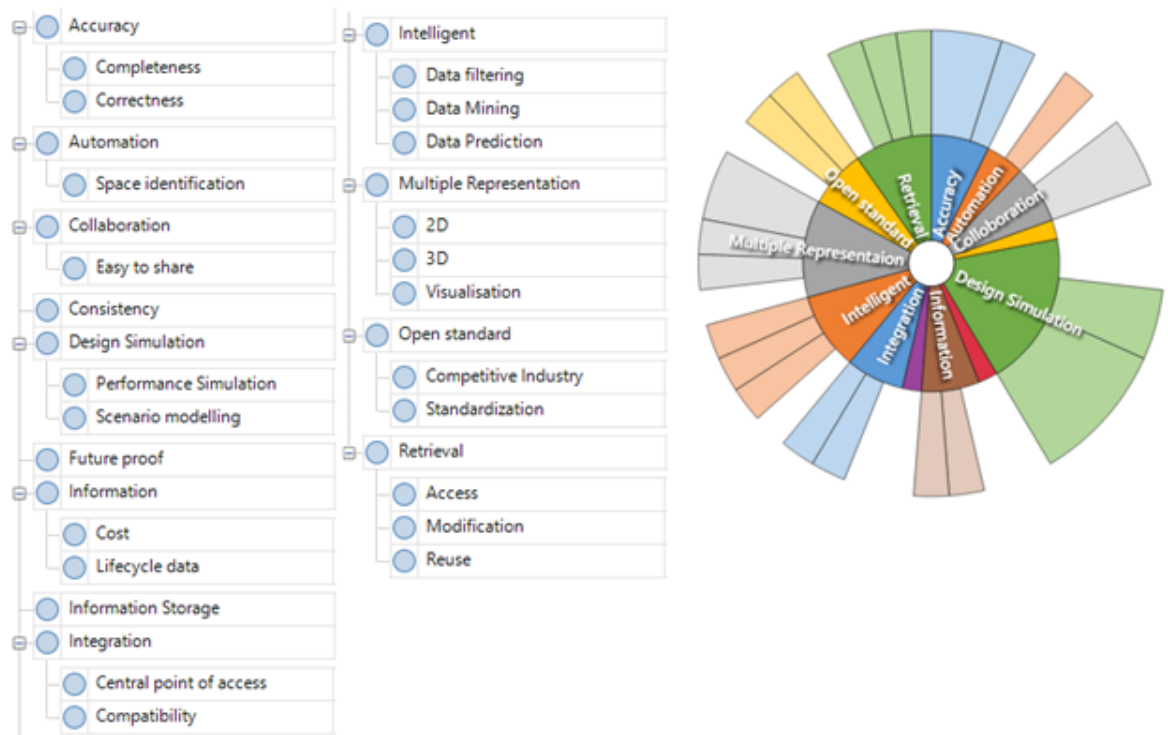 Accuracy
Completeness
Correctness
Automation
Space identification
Collaboration
Easy to share
Consistency
Design Simulation
Performance Simulation
Scenario modelling
Future proof
Information
Cost
Lifecycle data
Information Storage
Integration
Central point of access
Compatibility
Intelligent
Data filtering
Data Mining
Data Prediction
Multiple Representation
2D
3D
Visualisation
Open standard
Competitive Industry
Standardization
Retrieval
Access
Modification
Reuse
Accuracy
Automation
Colloboration
Design Simulation
Information
Integration
Intelligent
Multiple Representaion
Open standard
Retrieval